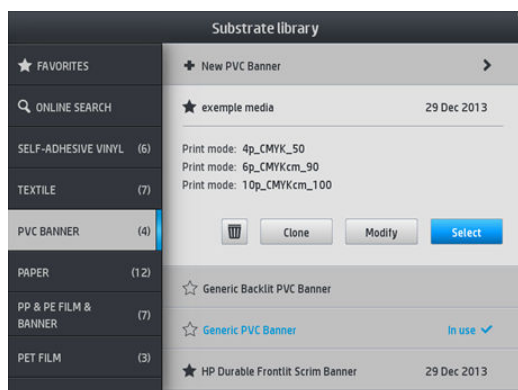 Substrate library
FAVORITES
ONLINE SEARCH
SELF-ADHESIVE VINYL (6)
TEXTILE (7)
PVC BANNER (4)
PAPER (12)
PP & PE FILM &
BANNER (7)
PET FILM (3)
New PVC Banner
exemple media 29 Dec 2013
Print mode: 4p_CMYK_50
Print mode: 6p_CMYKcm_90
Print mode: 10p_CMYKcm_100
Clone Modify Select
Generic Backlit PVC Banner
Generic PVC Banner In use
HP Durable Frontlit Scrim Banner 29 Dec 2013